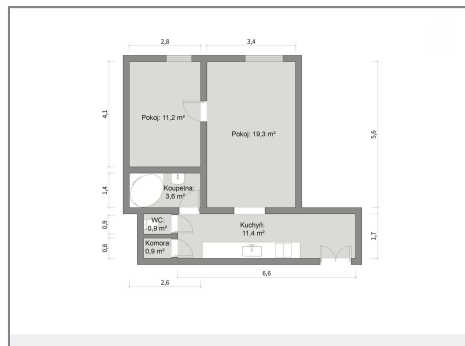 2,8
3,4
4,1
Pokoj: 11,2 m²
Pokoj: 19,3 m²
5,6
1,4
Koupelna:
3,6 m²
0,9
WC:
0,9 m²
Kuchyň:
11,4 m²
1,7
0,8
Komora:
0,9 m²
6,6
2,6